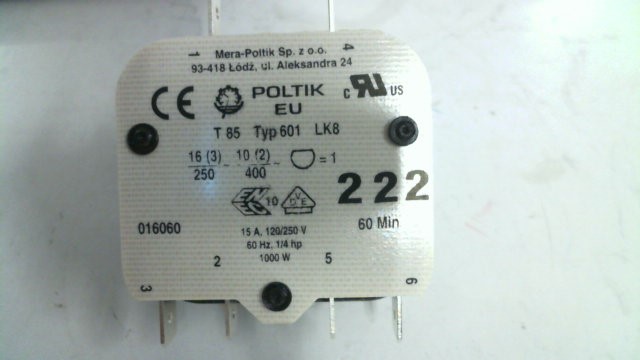 1
4
Mera-Poltik Sp. z o.o.
93-418 Łódź, ul. Aleksandra 24
CE
POLTIK
EU
C RU US
T 85 Typ 601 LK8
16 (3) ~ 10 (2) ~ = 1
250 400
10 VDE
222
016060
60 Min
15 A, 120/250 V
60 Hz, 1/4 hp
1000 W
2
5
3
6